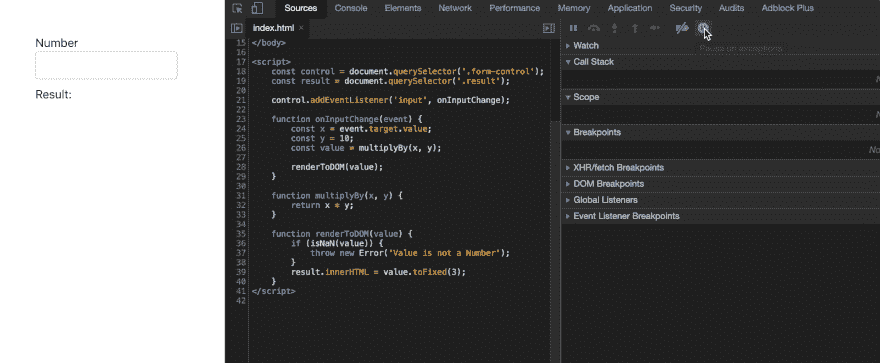 Number
Result:
Sources Console Elements Network Performance Memory Application Security Audits Adblock Plus
index.html ×
15 </body>
16
17 <script>
18 const control = document.querySelector('.form-control');
19 const result = document.querySelector('.result');
20
21 control.addEventListener('input', onInputChange);
22
23 function onInputChange(event) {
24 const x = event.target.value;
25 const y = 10;
26 const value = multiplyBy(x, y);
27
28 renderToDOM(value);
29 }
30
31 function multiplyBy(x, y) {
32 return x * y;
33 }
34
35 function renderToDOM(value) {
36 if (isNaN(value)) {
37 throw new Error('Value is not a Number');
38 }
39 result.innerHTML = value.toFixed(3);
40 }
41 </script>
42
Pause on exceptions
Watch
Call Stack
N
Scope
N
Breakpoints
No
XHR/fetch Breakpoints
DOM Breakpoints
Global Listeners
Event Listener Breakpoints